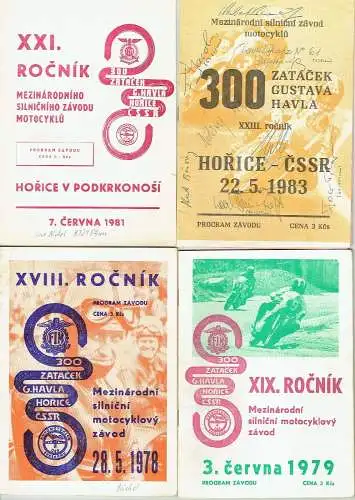 XXI.
ROČNÍK
MEZINÁRODNÍHO
SILNIČNÍHO ZÁVODU
MOTOCYKLŮ
300
ZATÁČEK
G. HAVLA
HOŘICE
ČSSR
PROGRAM ZÁVODU
HOŘICE V PODKRKONOŠÍ
7. ČERVNA 1981
Mezinárodní silniční závod
motocyklů
300 ZATÁČEK
GUSTAVA
HAVLA
XXIII. ročník
HOŘICE - ČSSR
22. 5. 1983
PROGRAM ZÁVODU
CENA 3 Kčs
XVIII. ROČNÍK
PROGRAM ZÁVODU
CENA 3 Kčs
300
ZATÁČEK
G. HAVLA
HOŘICE
ČSSR
Mezinárodní
silniční
motocyklový
závod
28. 5. 1978
300
ZATÁČEK
G. HAVLA
HOŘICE
ČSSR
XIX. ROČNÍK
Mezinárodní
silniční motocyklový
závod
3. června 1979
PROGRAM ZÁVODU
CENA 3 Kčs